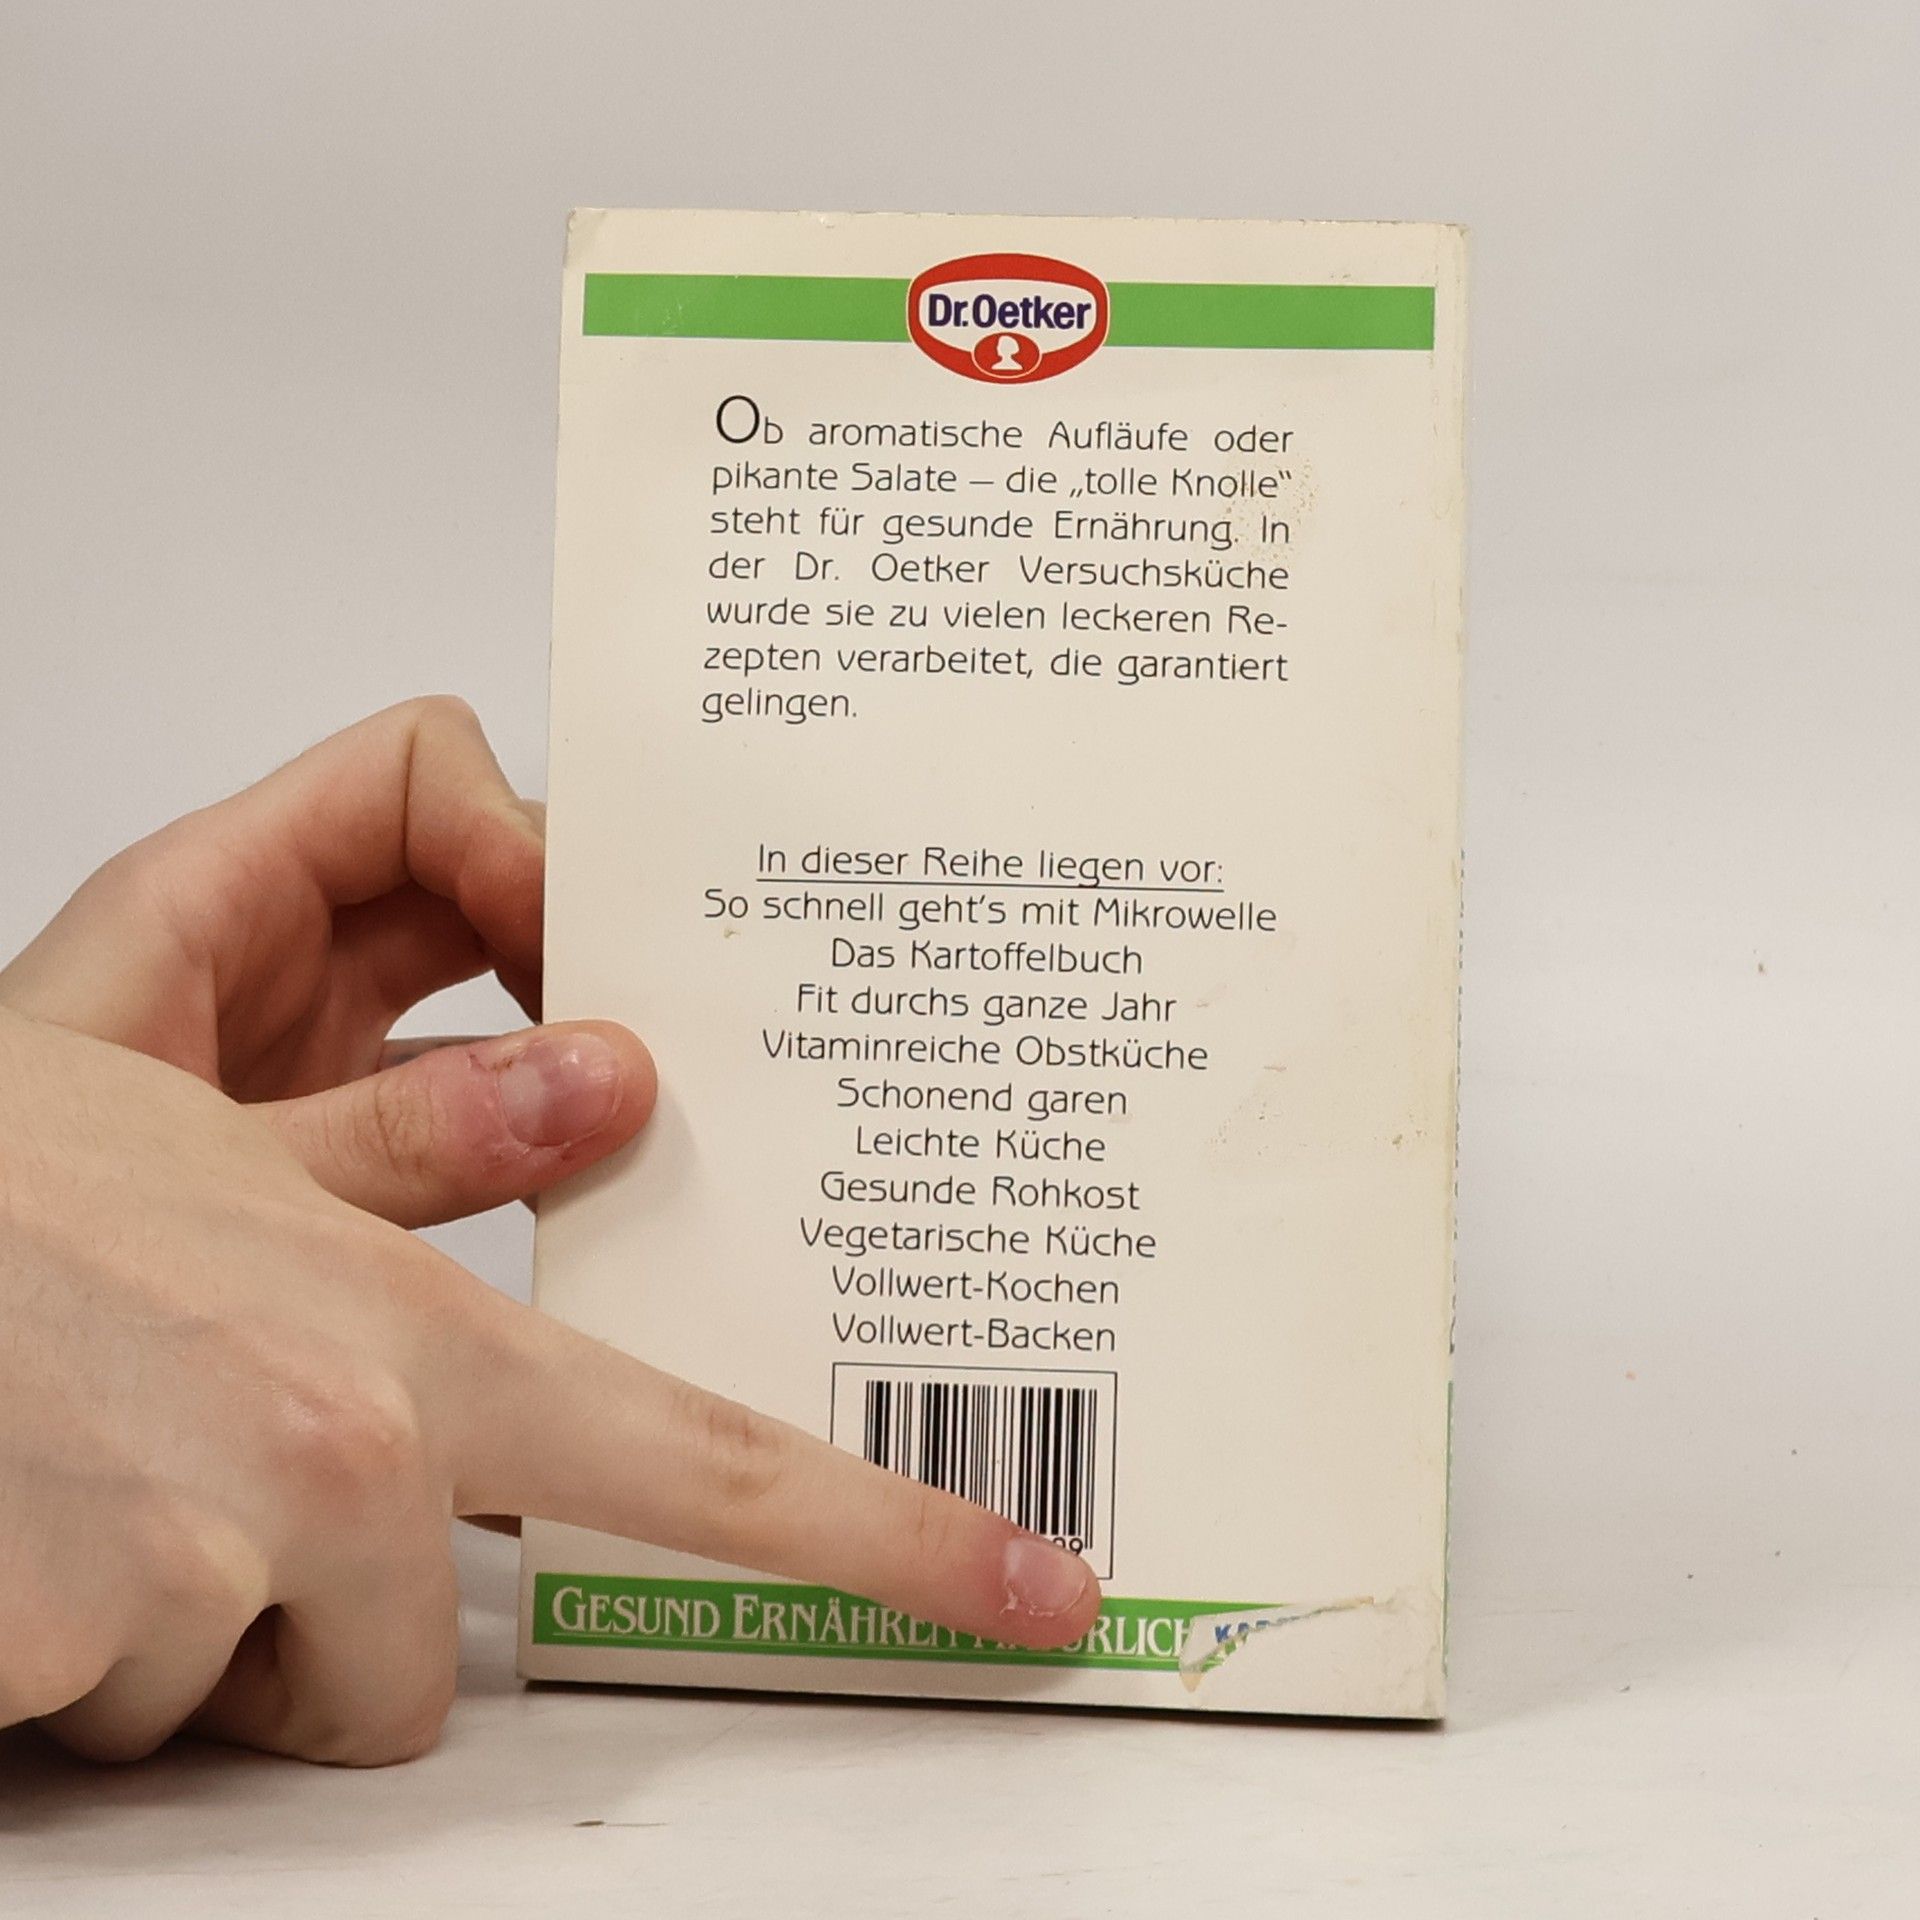 Dr. Oetker
Ob aromatische Aufläufe oder
pikante Salate – die „tolle Knolle“
steht für gesunde Ernährung. In
der Dr. Oetker Versuchsküche
wurde sie zu vielen leckeren Re-
zepten verarbeitet, die garantiert
gelingen.
In dieser Reihe liegen vor:
So schnell geht's mit Mikrowelle
Das Kartoffelbuch
Fit durchs ganze Jahr
Vitaminreiche Obstküche
Schonend garen
Leichte Küche
Gesunde Rohkost
Vegetarische Küche
Vollwert-Kochen
Vollwert-Backen
GESUND